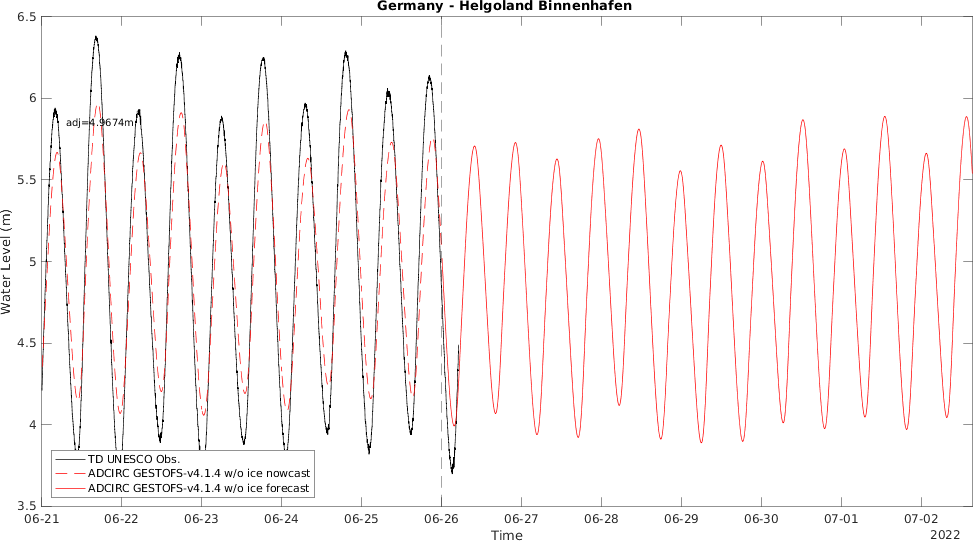 Germany - Helgoland Binnenhafen
6.5
6
5.5
5
4.5
4
3.5
Water Level (m)
adj=4.9674m
TD UNESCO Obs.
ADCIRC GESTOFS-v4.1.4 w/o ice nowcast
ADCIRC GESTOFS-v4.1.4 w/o ice forecast
06-21 06-22 06-23 06-24 06-25 06-26 06-27 06-28 06-29 06-30 07-01 07-02
Time
2022